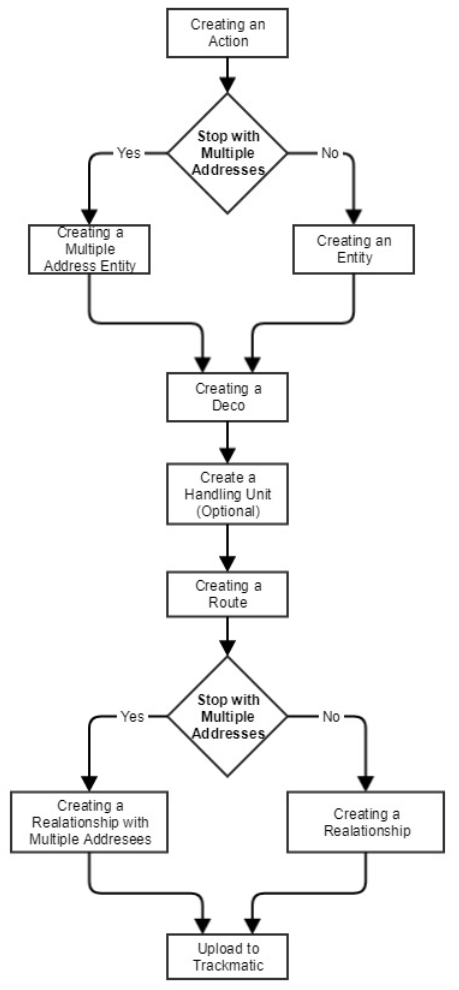 Creating an
Action
Stop with
Multiple
Addresses
Yes
No
Creating a
Multiple
Address Entity
Creating an
Entity
Creating a
Deco
Create a
Handling Unit
(Optional)
Creating a
Route
Stop with
Multiple
Addresses
Yes
No
Creating a
Realationship with
Multiple Addresees
Creating a
Realationship
Upload to
Trackmatic